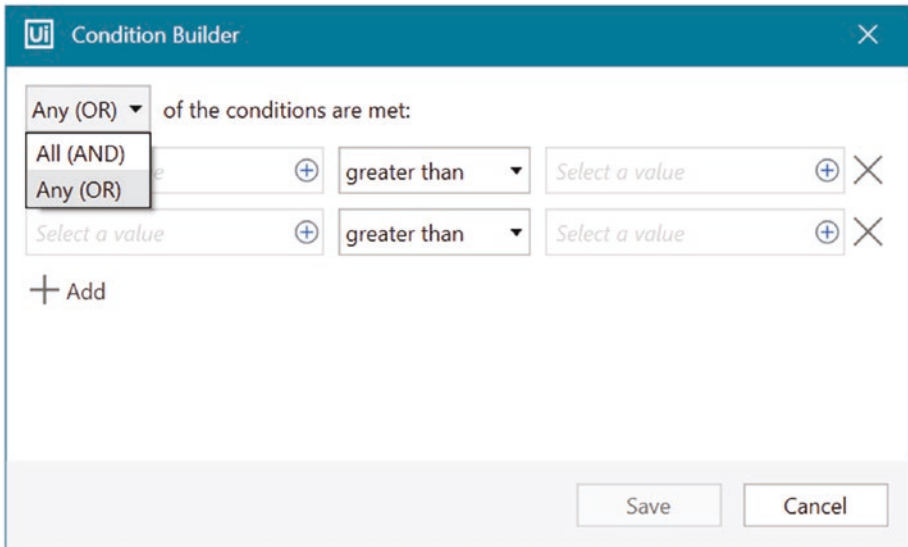 Ui Condition Builder
Any (OR) of the conditions are met:
All (AND)
Any (OR)
greater than Select a value
Select a value greater than Select a value
Add
Save Cancel